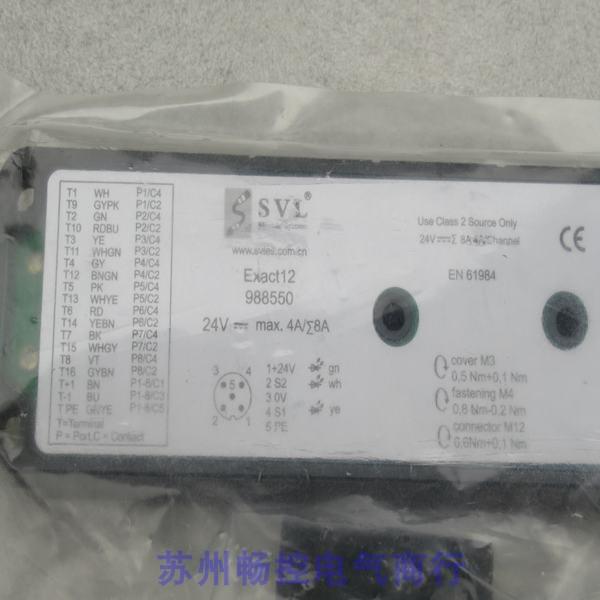 T1 WH P1/C4
T9 GYPK P1/C2
T2 GN P2/C4
T10 RDBU P2/C2
T3 YE P3/C4
T11 WHGN P3/C2
T4 GY P4/C4
T12 BNGN P4/C2
T5 PK P5/C4
T13 WHYE P5/C2
T6 RD P6/C4
T14 YEBN P6/C2
T7 BK P7/C4
T15 WHGY P7/C2
T8 VT P8/C4
T16 GYBN P8/C2
T+1 BN P1-8/C1
T-1 BU P1-8/C3
T PE GNYE P1-8/C5
T=Terminal
P = Port,C = Contact
SVL®
www.svlec.com.cn
Exact12
988550
24V max. 4A/∑8A
3 4
5
2 1
1+24V gn
2 S2 wh
3 0V
4 S1 ye
5 PE
Use Class 2 Source Only
24V ∑ 8A 4A/Channel
CE
EN 61984
cover M3
0,5 Nm+0,1 Nm
fastening M4
0,8 Nm-0.2 Nm
connector M12
0,6Nm+0,1 Nm
苏州畅控电气商行